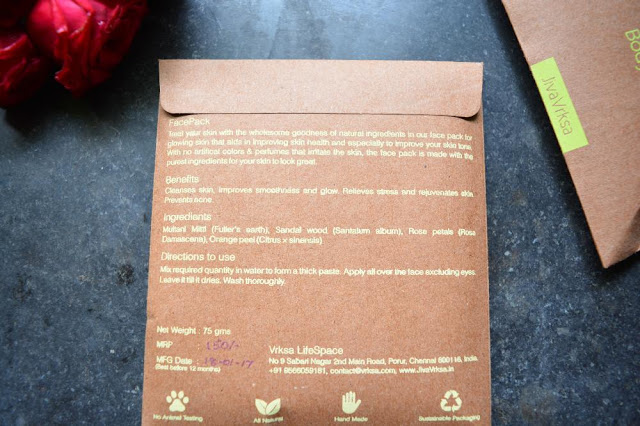 FacePack
Treat your skin with the wholesome goodness of natural ingredients in our face pack for
glowing skin that aids in improving skin health and especially to improve your skin tone.
With no artificial colors & perfumes that irritate the skin, the face pack is made with the
purest ingredients for your skin to look great.
Benefits
Cleanses skin, improves smoothness and glow. Relieves stress and rejuvenates skin.
Prevents acne.
Ingredients
Multani Mitti (Fuller's earth), Sandal wood (Santalum album), Rose petals (Rosa
Damascena), Orange peel (Citrus x sinensis)
Directions to use
Mix required quantity in water to form a thick paste. Apply all over the face excluding eyes.
Leave it till it dries. Wash thoroughly.
Net Weight : 75 gms
MRP : 150/-
MFG Date : 18-01-17
(Best before 12 months)
Vrksa LifeSpace
No 9 Sabari Nagar 2nd Main Road, Porur, Chennai 600116, India
+91 9566059181, contact@vrksa.com, www.JivaVrksa.in
No Animal Testing
All Natural
Hand Made
Sustainable Packaging
JivaVrksa